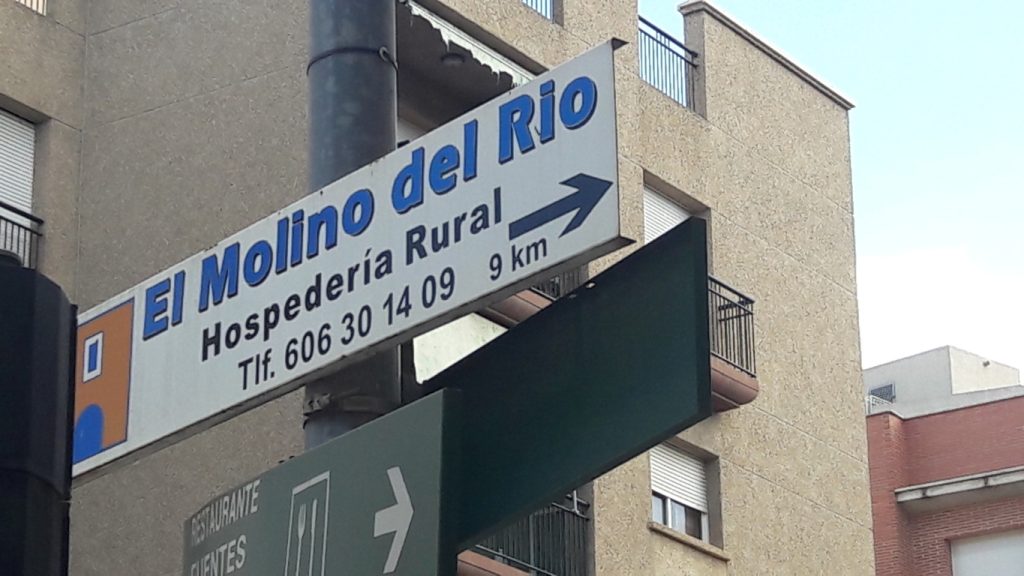 El Molino del Rio
Hospedería Rural
Tlf. 606 30 14 09 9 km
RESTAURANTE
FUENTES